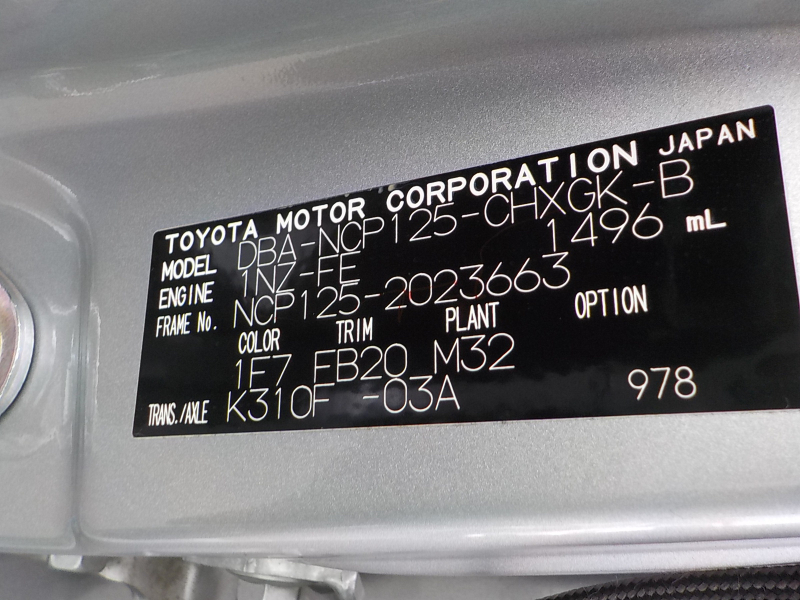 TOYOTA MOTOR CORPORATION JAPAN
MODEL DBA-NCP125-CHXGK-B
ENGINE 1NZ-FE 1496 mL
FRAME No. NCP125-2023663
COLOR TRIM PLANT OPTION
1F7 FB20 M32
TRANS./AXLE K310F -03A 978